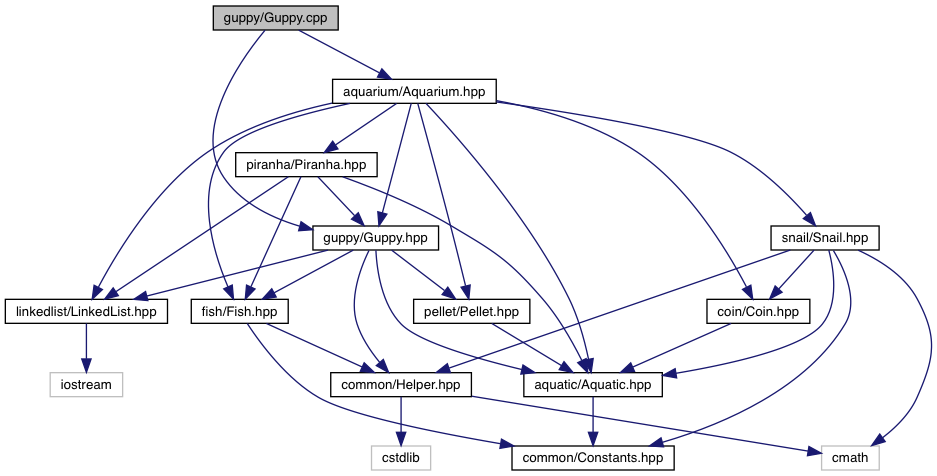 guppy/Guppy.cpp
aquarium/Aquarium.hpp
piranha/Piranha.hpp
guppy/Guppy.hpp
snail/Snail.hpp
linkedlist/LinkedList.hpp
fish/Fish.hpp
pellet/Pellet.hpp
coin/Coin.hpp
iostream
common/Helper.hpp
aquatic/Aquatic.hpp
cstdlib
common/Constants.hpp
cmath